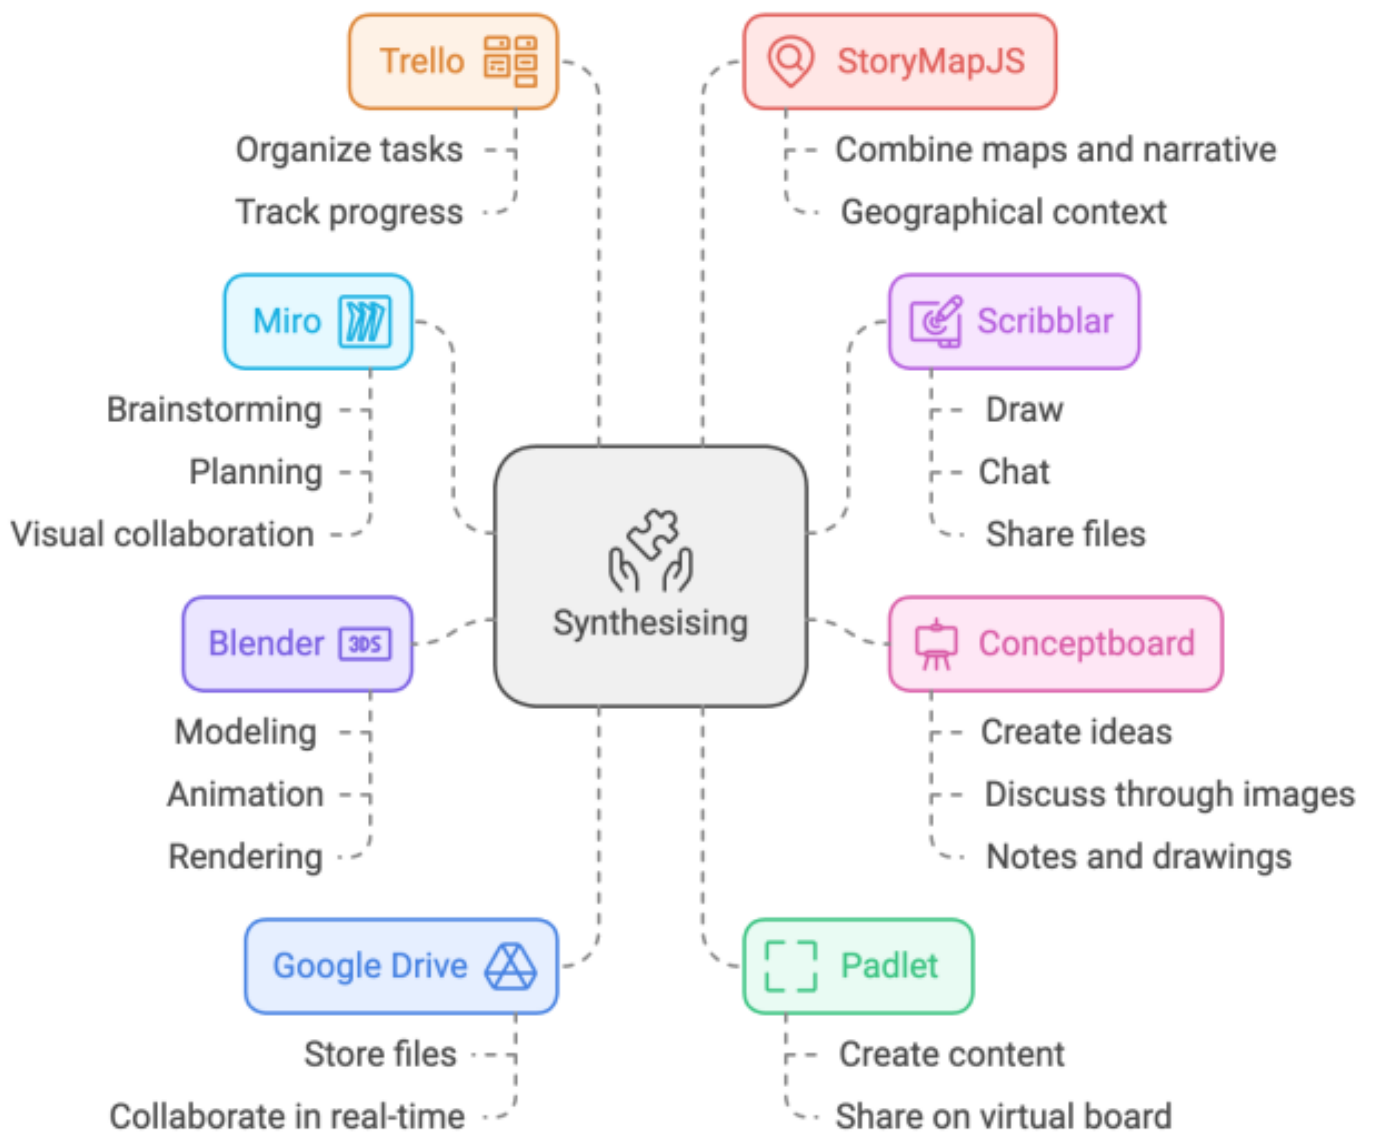 Trello
Organize tasks
Track progress
StoryMapJS
Combine maps and narrative
Geographical context
Miro
Brainstorming
Planning
Visual collaboration
Scribblar
Draw
Chat
Share files
Synthesising
Blender
3DS
Modeling
Animation
Rendering
Conceptboard
Create ideas
Discuss through images
Notes and drawings
Google Drive
Store files
Collaborate in real-time
Padlet
Create content
Share on virtual board